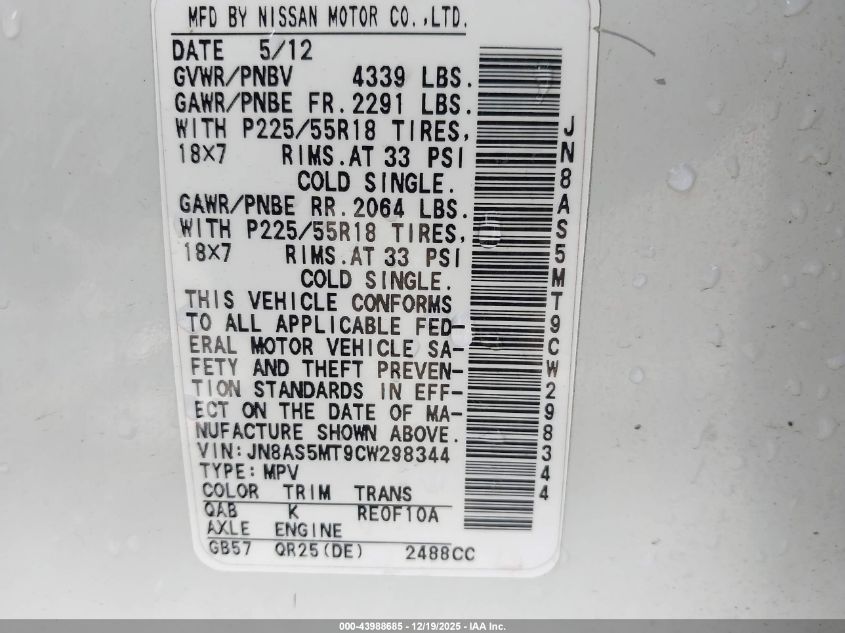 MFD BY NISSAN MOTOR CO.,LTD.
DATE 5/12
GVWR/PNBV 4339 LBS.
GAWR/PNBE FR. 2291 LBS.
WITH P225/55R18 TIRES,
18X7 RIMS. AT 33 PSI
COLD SINGLE.
GAWR/PNBE RR. 2064 LBS.
WITH P225/55R18 TIRES,
18X7 RIMS. AT 33 PSI
COLD SINGLE.
THIS VEHICLE CONFORMS
TO ALL APPLICABLE FED-
ERAL MOTOR VEHICLE SA-
FETY AND THEFT PREVEN-
TION STANDARDS IN EFF-
ECT ON THE DATE OF MA-
NUFACTURE SHOWN ABOVE.
VIN: JN8AS5MT9CW298344
TYPE: MPV
COLOR TRIM TRANS
QAB K RE0F10A
AXLE ENGINE
GB57 QR25(DE) 2488CC
JN8AS5MT9CW298344
000-43988685 - 12/19/2025 - IAA Inc.